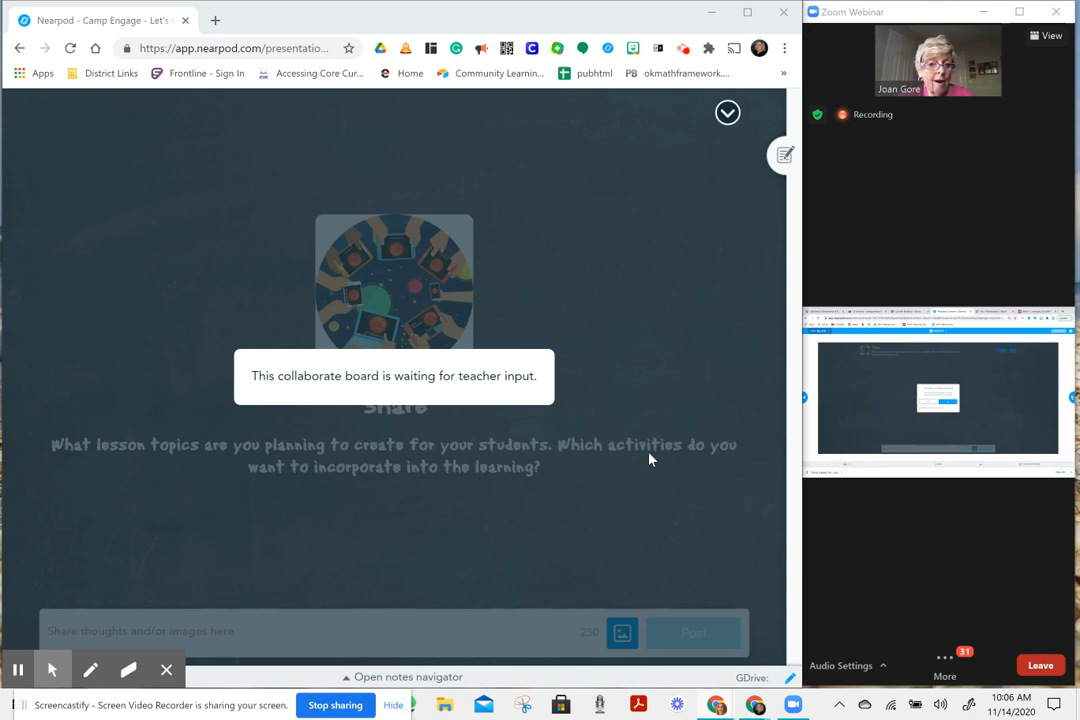 Nearpod - Camp Engage - Let's
https://app.nearpod.com/presentatio...
Apps
District Links
Frontline - Sign In
Accessing Core Cur...
Home
Community Learnin...
pubhtml
PB okmathframework....
»
This collaborate board is waiting for teacher input.
Share
What lesson topics are you planning to create for your students. Which activities do you
want to incorporate into the learning?
Share thoughts and/or images here
250
Post
Open notes navigator
GDrive:
Zoom Webinar
View
Joan Gore
Recording
Audio Settings
31
More
Leave
Screencastify - Screen Video Recorder is sharing your screen.
Stop sharing
Hide
10:06 AM
11/14/2020